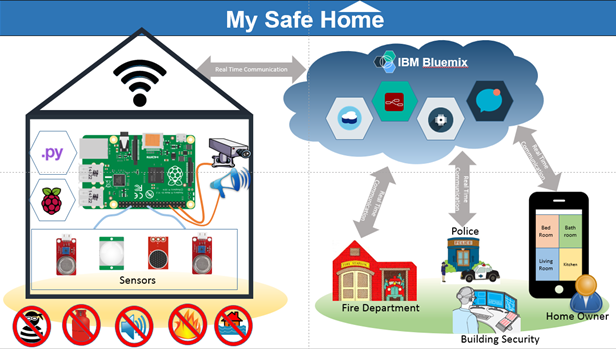 My Safe Home
Real Time Communication
IBM Bluemix
.py
Real Time
Communication
Real Time
Communication
Real Time
Communication
Police
Bed
Room
Bath
room
Living
Room
Kitchen
Sensors
Fire Department
Home Owner
Building Security